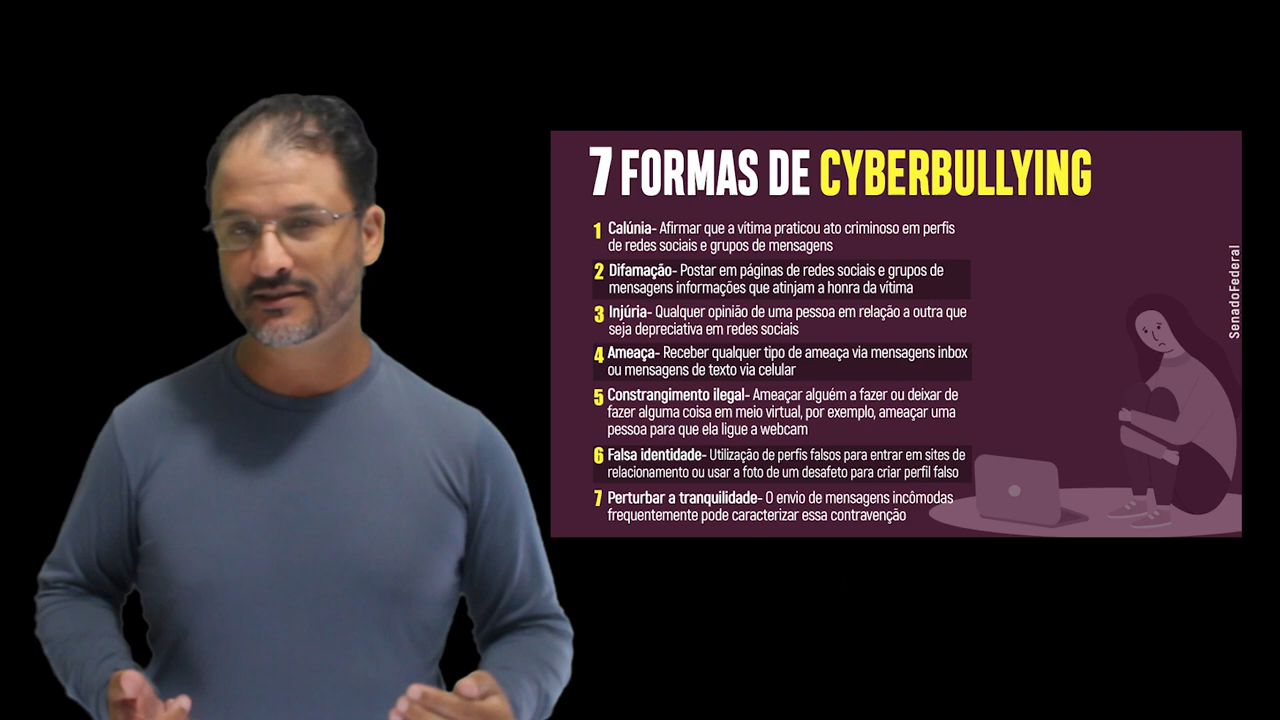 7 FORMAS DE CYBERBULLYING
1 Calúnia- Afirmar que a vítima praticou ato criminoso em perfis
de redes sociais e grupos de mensagens
2 Difamação- Postar em páginas de redes sociais e grupos de
mensagens informações que atinjam a honra da vítima
3 Injúria- Qualquer opinião de uma pessoa em relação a outra que
seja depreciativa em redes sociais
4 Ameaça- Receber qualquer tipo de ameaça via mensagens inbox
ou mensagens de texto via celular
5 Constrangimento ilegal- Ameaçar alguém a fazer ou deixar de
fazer alguma coisa em meio virtual, por exemplo, ameaçar uma
pessoa para que ela ligue a webcam
6 Falsa identidade- Utilização de perfis falsos para entrar em sites de
relacionamento ou usar a foto de um desafeto para criar perfil falso
7 Perturbar a tranquilidade- O envio de mensagens incômodas
frequentemente pode caracterizar essa contravenção
SenadoFederal